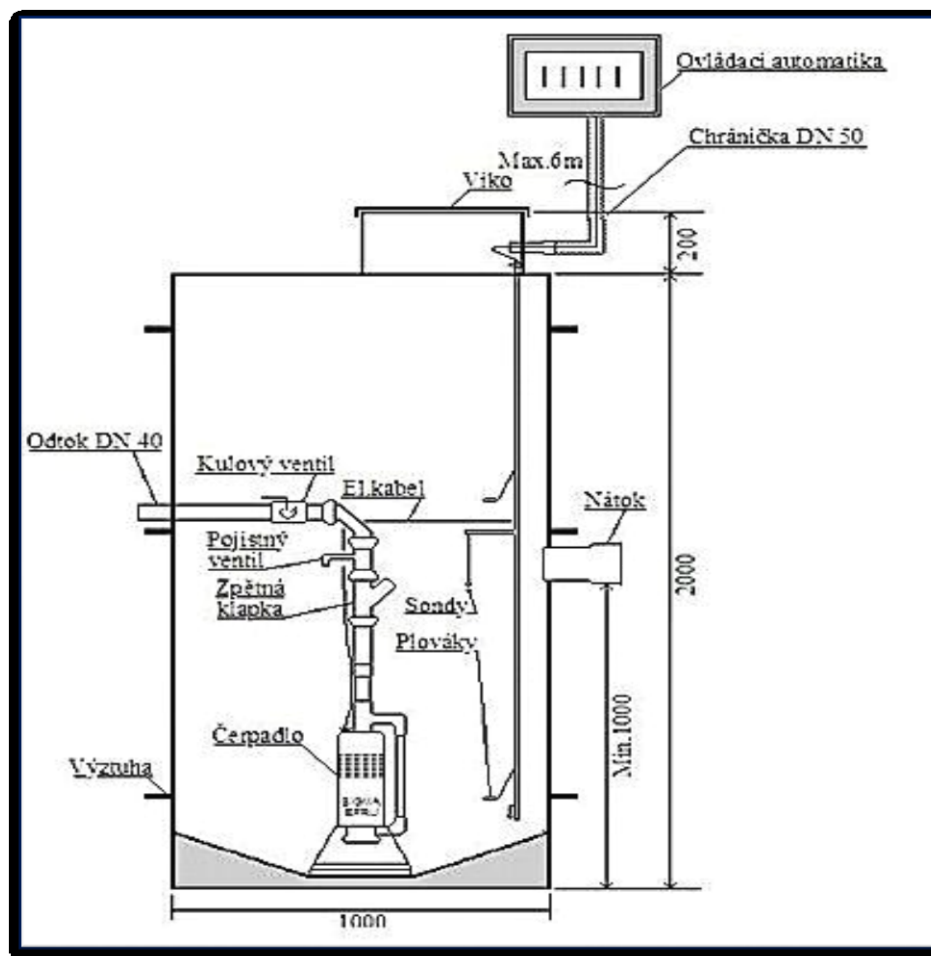 Ovládací automatika
Chránička DN 50
Max.6m
Víko
200
Odtok DN 40
Kulový ventil
El.kabel
Nátok
Pojistný
ventil
Zpětná
klapka
Sondy
2000
Plováky
Min.1000
Čerpadlo
Výztuha
SIGMA
1000